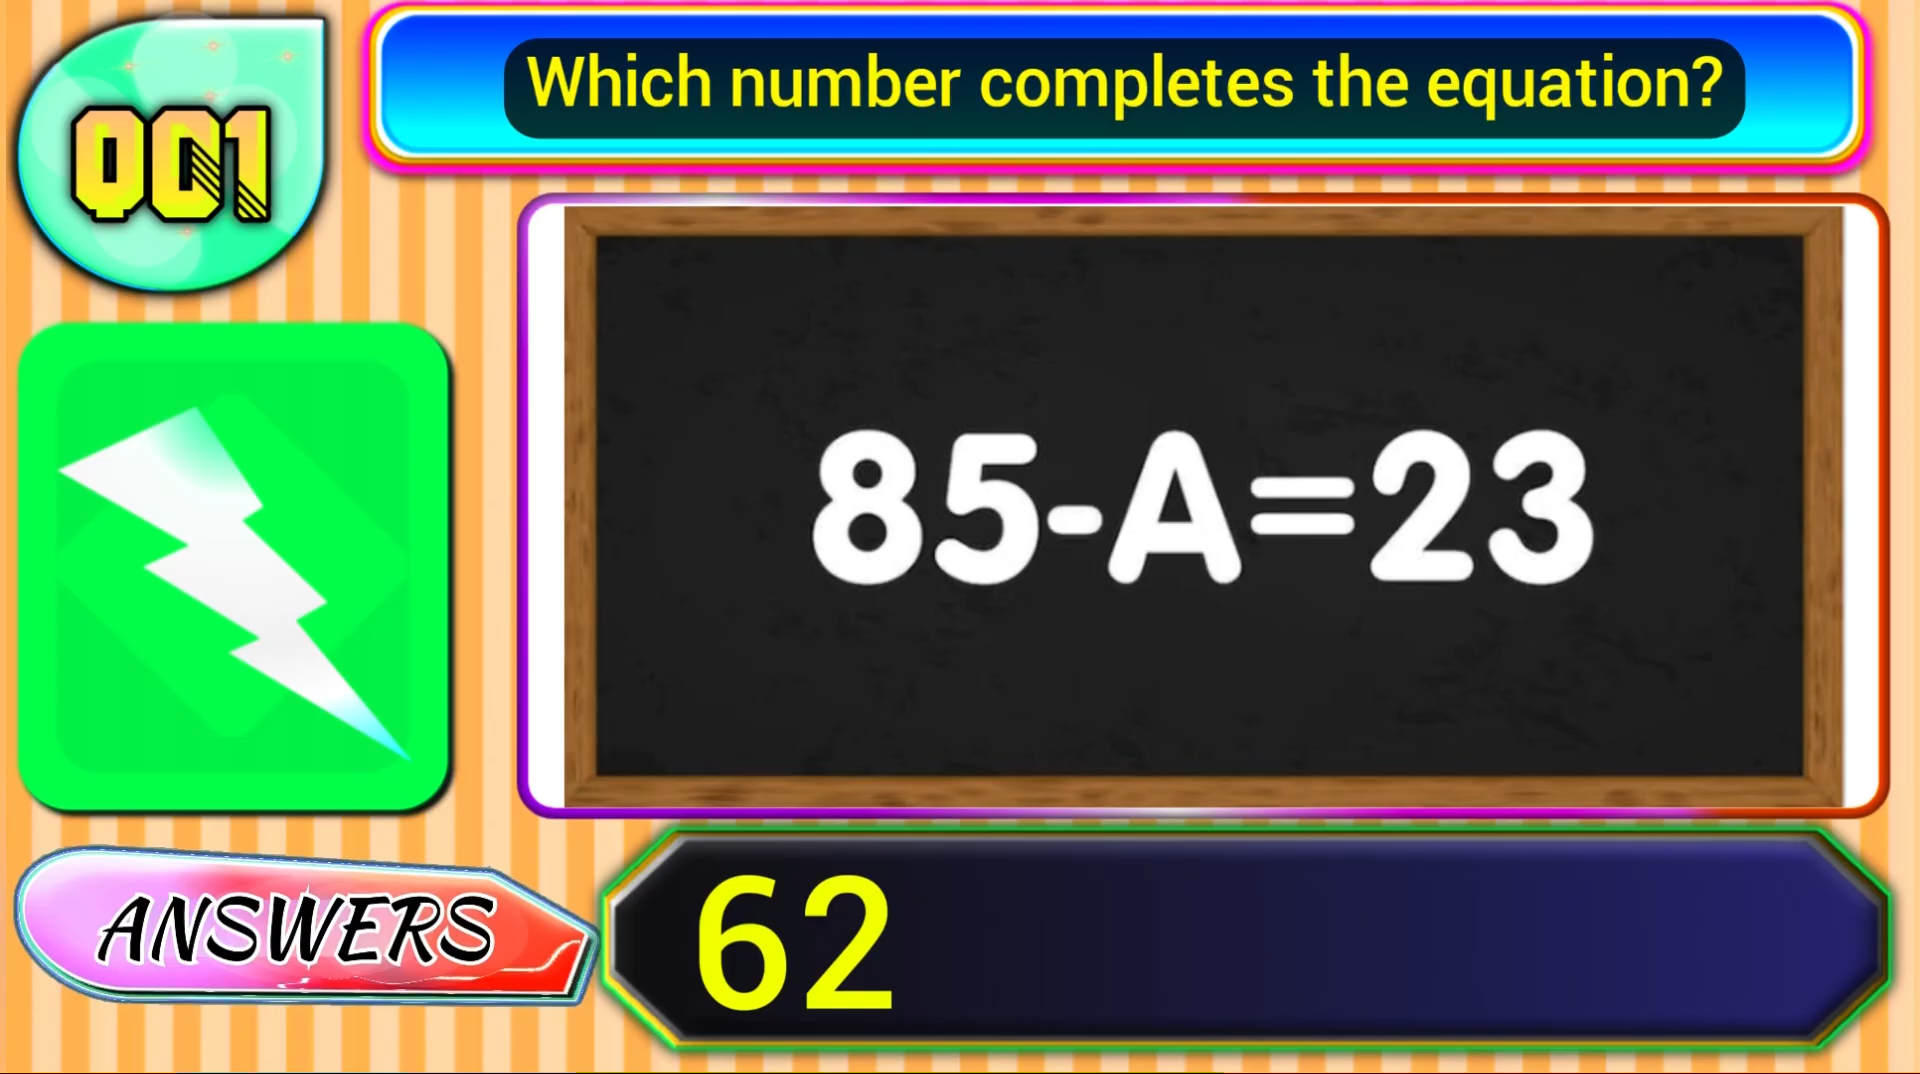 Q01
Which number completes the equation?
85-A=23
ANSWERS
62